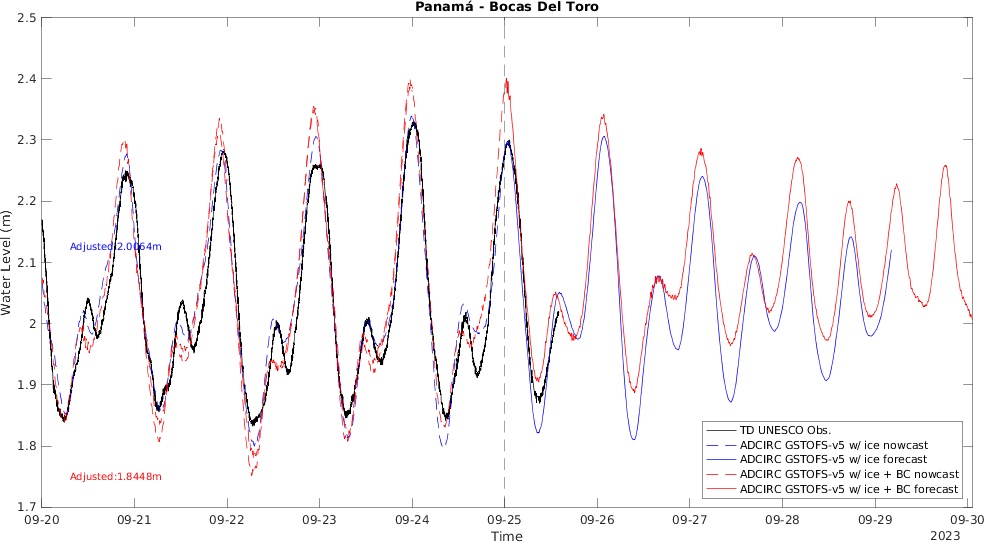 Panamá - Bocas Del Toro
Water Level (m)
2.5
2.4
2.3
2.2
2.1
2
1.9
1.8
1.7
Adjusted:2.0064m
Adjusted:1.8448m
TD UNESCO Obs.
ADCIRC GSTOFS-v5 w/ ice nowcast
ADCIRC GSTOFS-v5 w/ ice forecast
ADCIRC GSTOFS-v5 w/ ice + BC nowcast
ADCIRC GSTOFS-v5 w/ ice + BC forecast
09-20 09-21 09-22 09-23 09-24 09-25 09-26 09-27 09-28 09-29 09-30
Time
2023